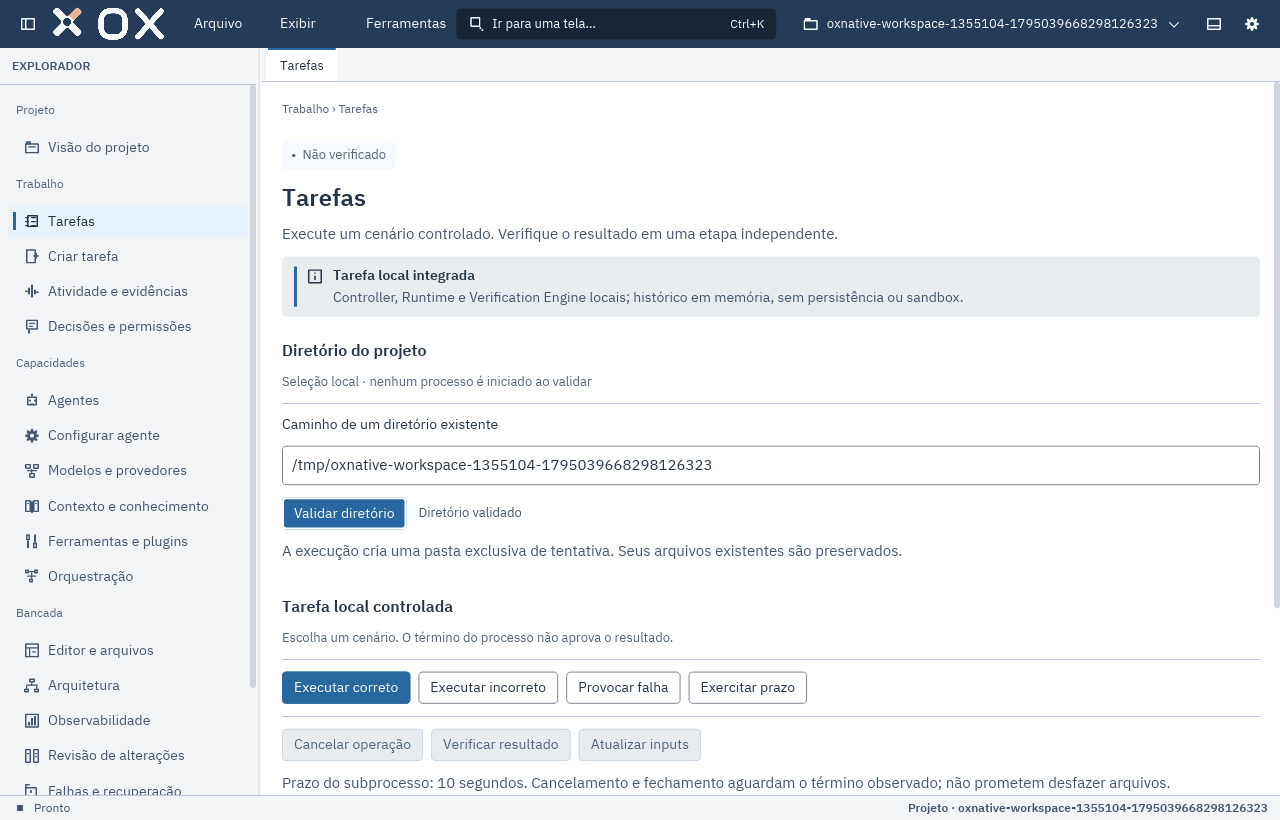 OX
Arquivo
Exibir
Ferramentas
Ir para uma tela...
Ctrl+K
oxnative-workspace-1355104-1795039668298126323
EXPLORADOR
Projeto
Visão do projeto
Trabalho
Tarefas
Criar tarefa
Atividade e evidências
Decisões e permissões
Capacidades
Agentes
Configurar agente
Modelos e provedores
Contexto e conhecimento
Ferramentas e plugins
Orquestração
Bancada
Editor e arquivos
Arquitetura
Observabilidade
Revisão de alterações
Falhas e recuperação
Tarefas
Trabalho › Tarefas
• Não verificado
Tarefas
Execute um cenário controlado. Verifique o resultado em uma etapa independente.
Tarefa local integrada
Controller, Runtime e Verification Engine locais; histórico em memória, sem persistência ou sandbox.
Diretório do projeto
Seleção local · nenhum processo é iniciado ao validar
Caminho de um diretório existente
/tmp/oxnative-workspace-1355104-1795039668298126323
Validar diretório
Diretório validado
A execução cria uma pasta exclusiva de tentativa. Seus arquivos existentes são preservados.
Tarefa local controlada
Escolha um cenário. O término do processo não aprova o resultado.
Executar correto
Executar incorreto
Provocar falha
Exercitar prazo
Cancelar operação
Verificar resultado
Atualizar inputs
Prazo do subprocesso: 10 segundos. Cancelamento e fechamento aguardam o término observado; não prometem desfazer arquivos.
Pronto
Projeto · oxnative-workspace-1355104-1795039668298126323